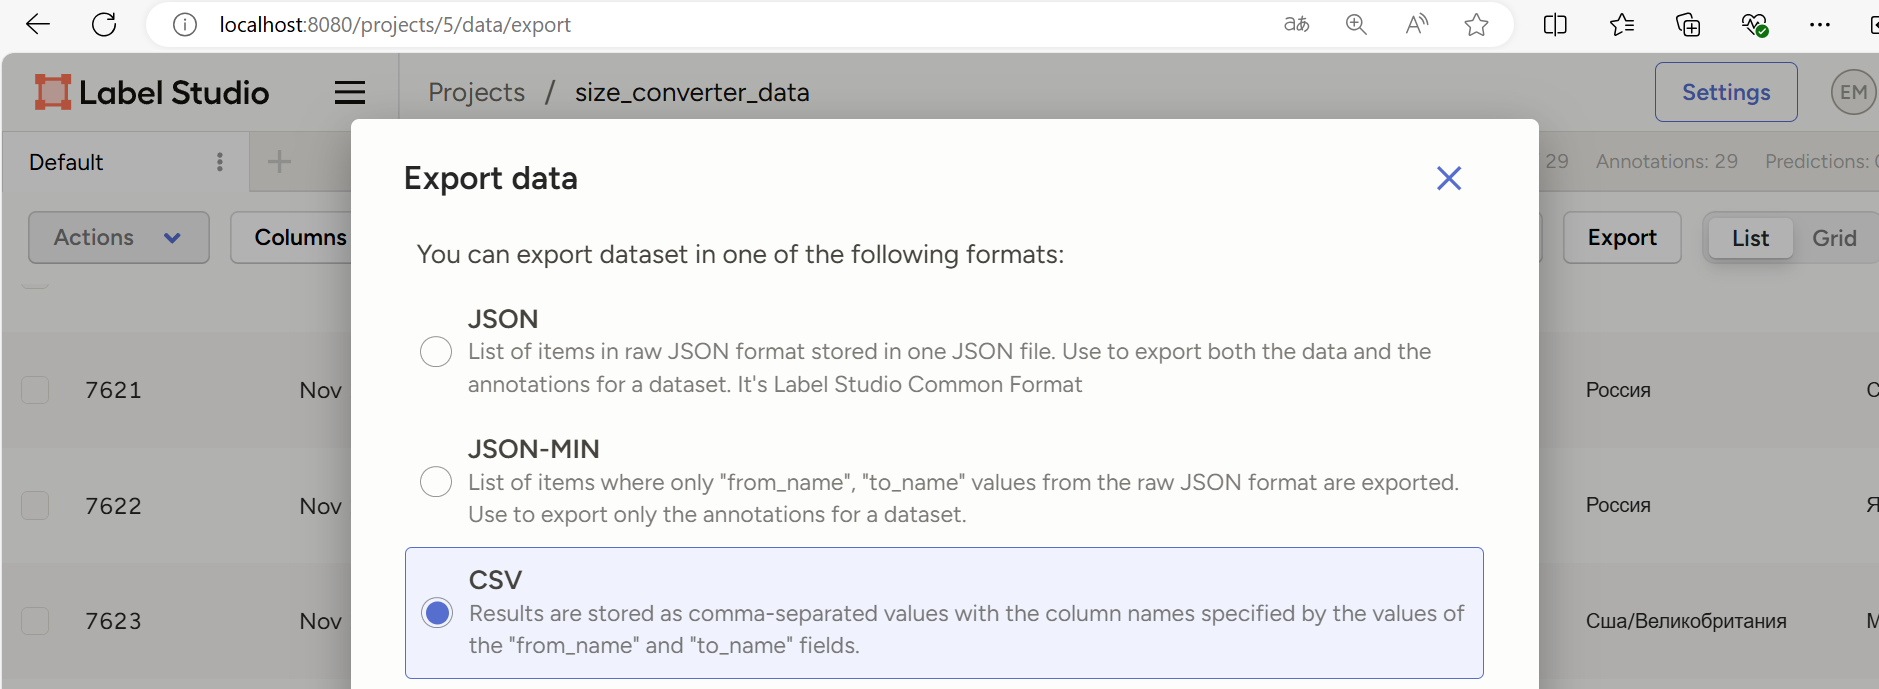 localhost:8080/projects/5/data/export
Label Studio
Projects / size_converter_data
Settings
EM
Default
29 Annotations: 29 Predictions:
Actions
Columns
Export
List
Grid
Export data
You can export dataset in one of the following formats:
JSON
List of items in raw JSON format stored in one JSON file. Use to export both the data and the
annotations for a dataset. It's Label Studio Common Format
JSON-MIN
List of items where only "from_name", "to_name" values from the raw JSON format are exported.
Use to export only the annotations for a dataset.
CSV
Results are stored as comma-separated values with the column names specified by the values of
the "from_name" and "to_name" fields.
7621 Nov Россия
7622 Nov Россия
7623 Nov Сша/Великобритания